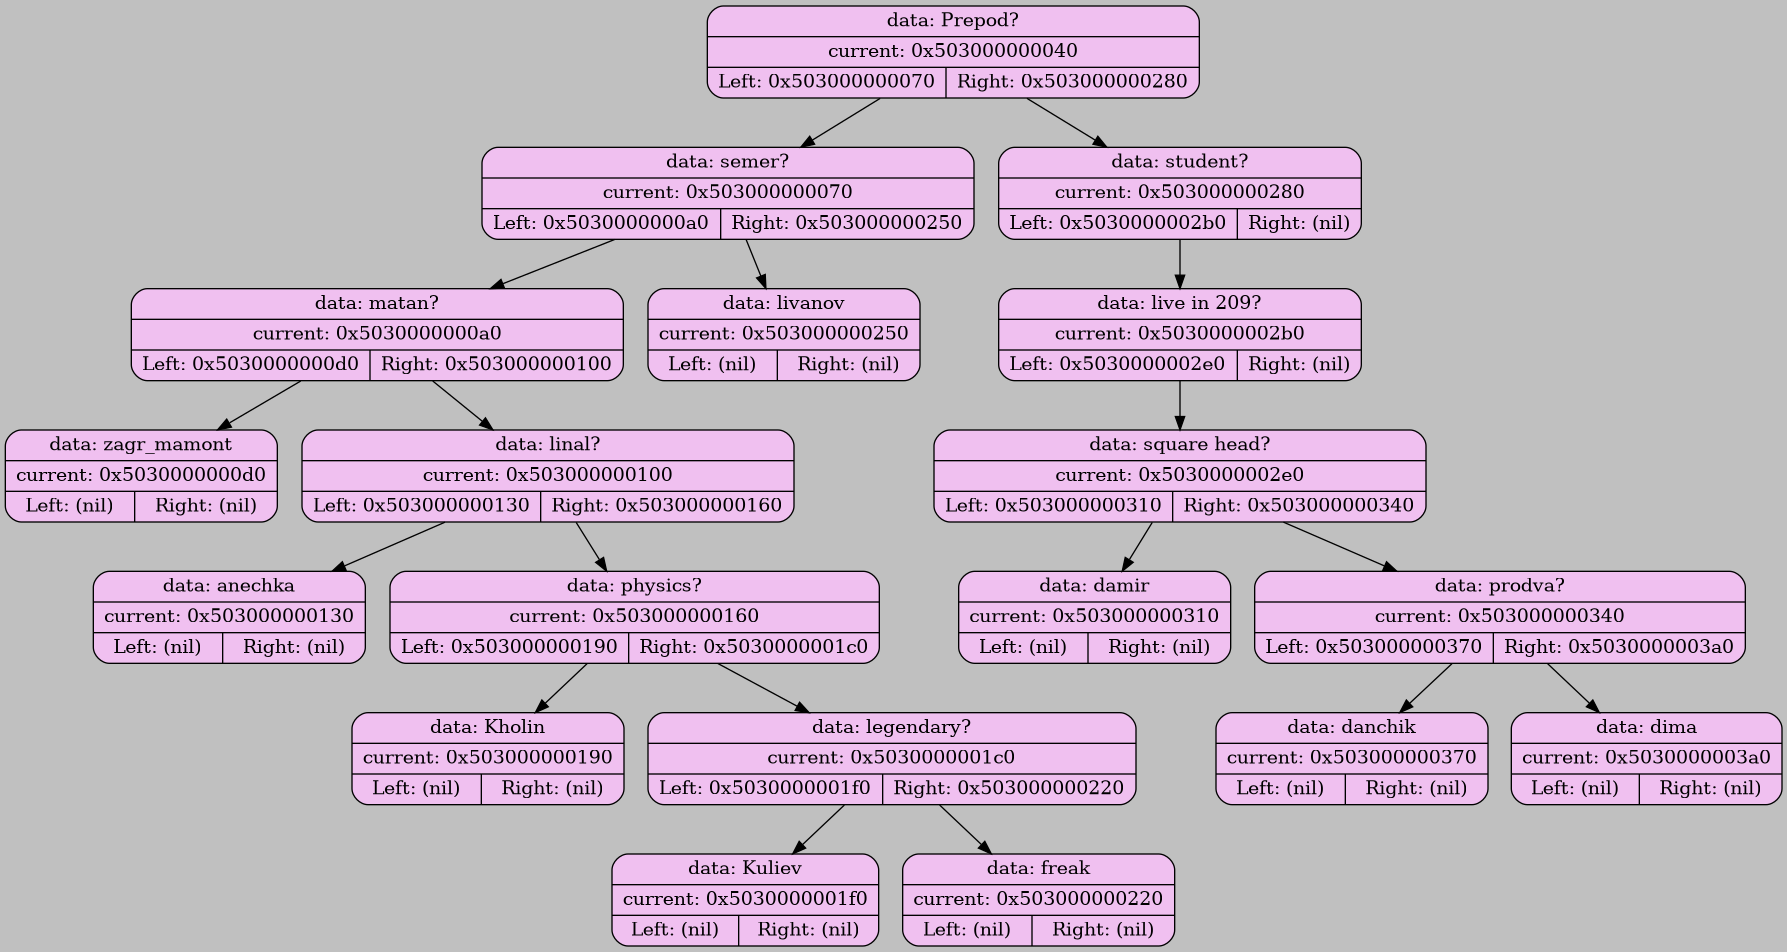 data: Prepod?
current: 0x503000000040
Left: 0x503000000070 Right: 0x503000000280
data: semer?
current: 0x503000000070
Left: 0x5030000000a0 Right: 0x503000000250
data: student?
current: 0x503000000280
Left: 0x5030000002b0 Right: (nil)
data: matan?
current: 0x5030000000a0
Left: 0x5030000000d0 Right: 0x503000000100
data: livanov
current: 0x503000000250
Left: (nil) Right: (nil)
data: live in 209?
current: 0x5030000002b0
Left: 0x5030000002e0 Right: (nil)
data: zagr_mamont
current: 0x5030000000d0
Left: (nil) Right: (nil)
data: linal?
current: 0x503000000100
Left: 0x503000000130 Right: 0x503000000160
data: square head?
current: 0x5030000002e0
Left: 0x503000000310 Right: 0x503000000340
data: anechka
current: 0x503000000130
Left: (nil) Right: (nil)
data: physics?
current: 0x503000000160
Left: 0x503000000190 Right: 0x5030000001c0
data: damir
current: 0x503000000310
Left: (nil) Right: (nil)
data: prodva?
current: 0x503000000340
Left: 0x503000000370 Right: 0x5030000003a0
data: Kholin
current: 0x503000000190
Left: (nil) Right: (nil)
data: legendary?
current: 0x5030000001c0
Left: 0x5030000001f0 Right: 0x503000000220
data: danchik
current: 0x503000000370
Left: (nil) Right: (nil)
data: dima
current: 0x5030000003a0
Left: (nil) Right: (nil)
data: Kuliev
current: 0x5030000001f0
Left: (nil) Right: (nil)
data: freak
current: 0x503000000220
Left: (nil) Right: (nil)